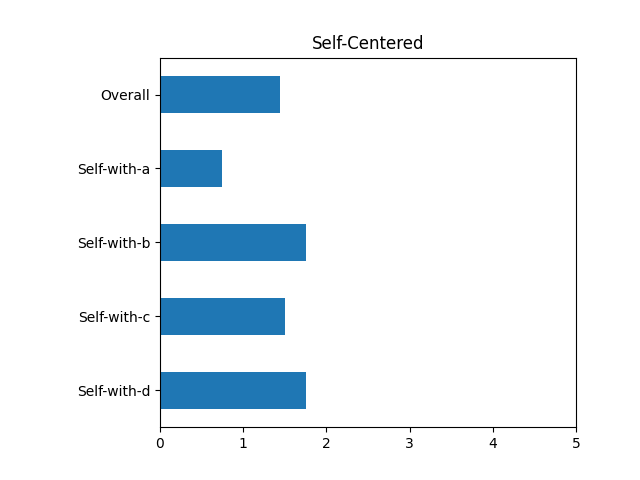 Self-Centered
Overall
Self-with-a
Self-with-b
Self-with-c
Self-with-d
0 1 2 3 4 5